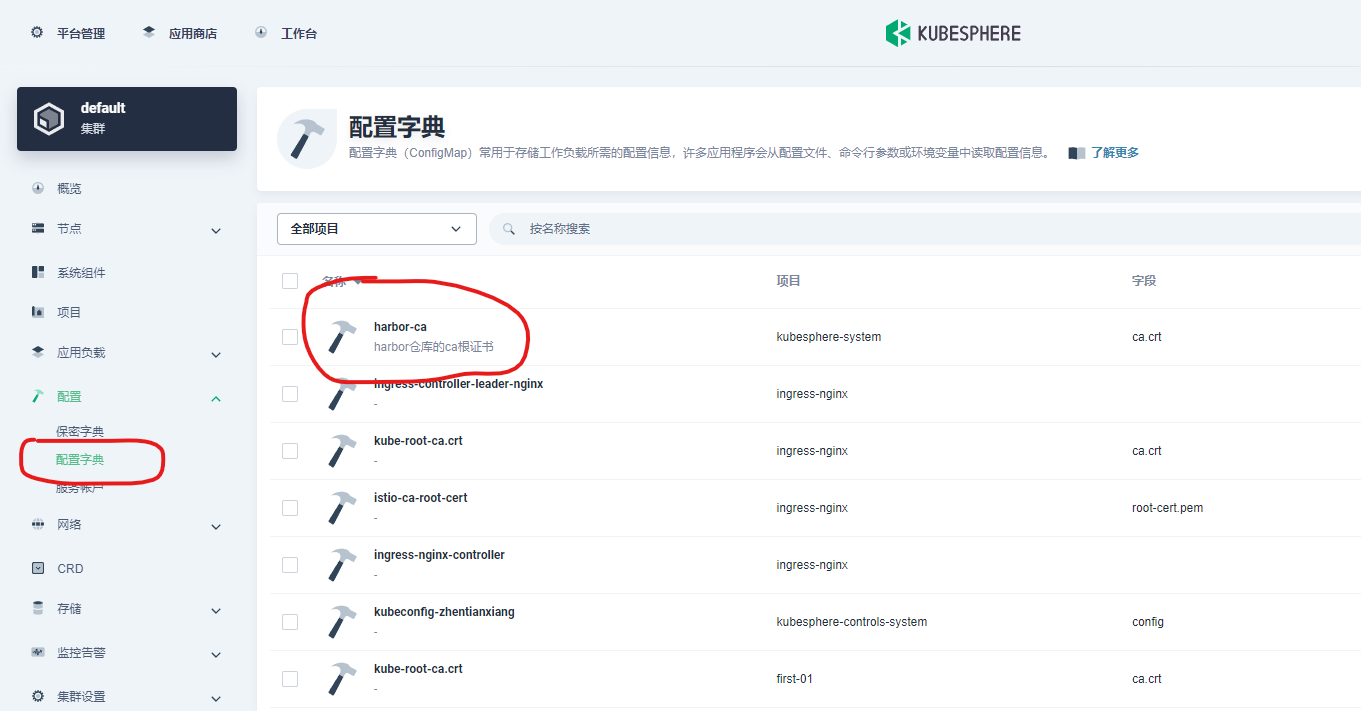 平台管理 应用商店 工作台 KUBESPHERE
default
集群
配置字典
配置字典（ConfigMap）常用于存储工作负载所需的配置信息，许多应用程序会从配置文件、命令行参数或环境变量中读取配置信息。 了解更多
概览
节点
系统组件
项目
应用负载
配置
保密字典
配置字典
服务帐户
网络
CRD
存储
监控告警
集群设置
全部项目 按名称搜索
名称 项目 字段
harbor-ca kubesphere-system ca.crt
harbor仓库的ca根证书
ingress-controller-leader-nginx ingress-nginx
-
kube-root-ca.crt ingress-nginx ca.crt
-
istio-ca-root-cert ingress-nginx root-cert.pem
-
ingress-nginx-controller ingress-nginx
-
kubeconfig-zhentianxiang kubesphere-controls-system config
-
kube-root-ca.crt first-01 ca.crt
-